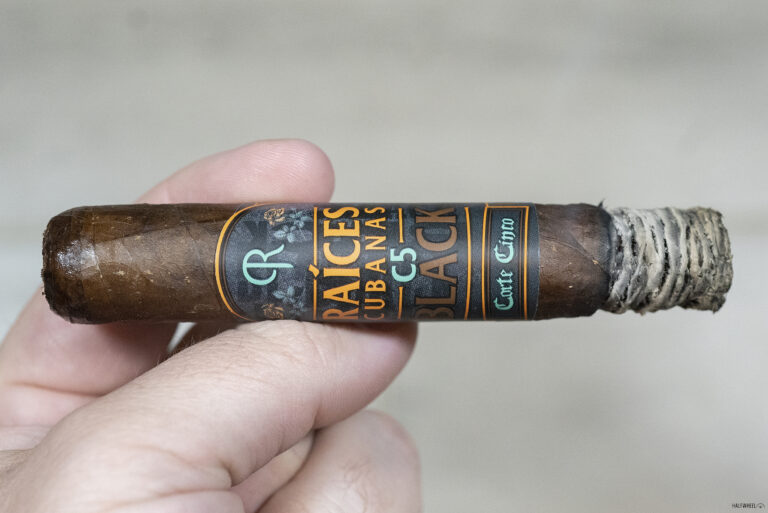 RAÍCES
CUBANAS
C5
BLACK
Corte Cinco
HALFWHEEL